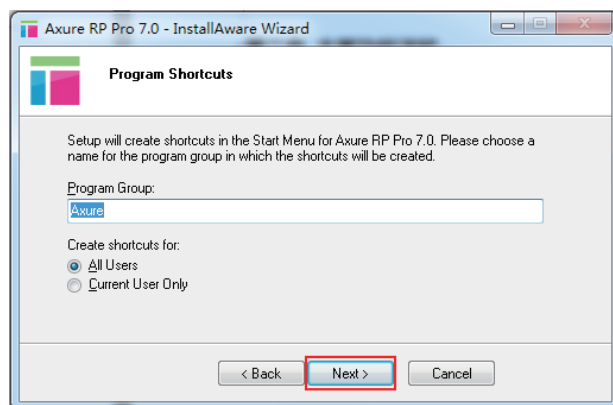 Axure RP Pro 7.0 - InstallAware Wizard
Program Shortcuts
Setup will create shortcuts in the Start Menu for Axure RP Pro 7.0. Please choose a
name for the program group in which the shortcuts will be created.
Program Group:
Axure
Create shortcuts for:
All Users
Current User Only
< Back Next > Cancel